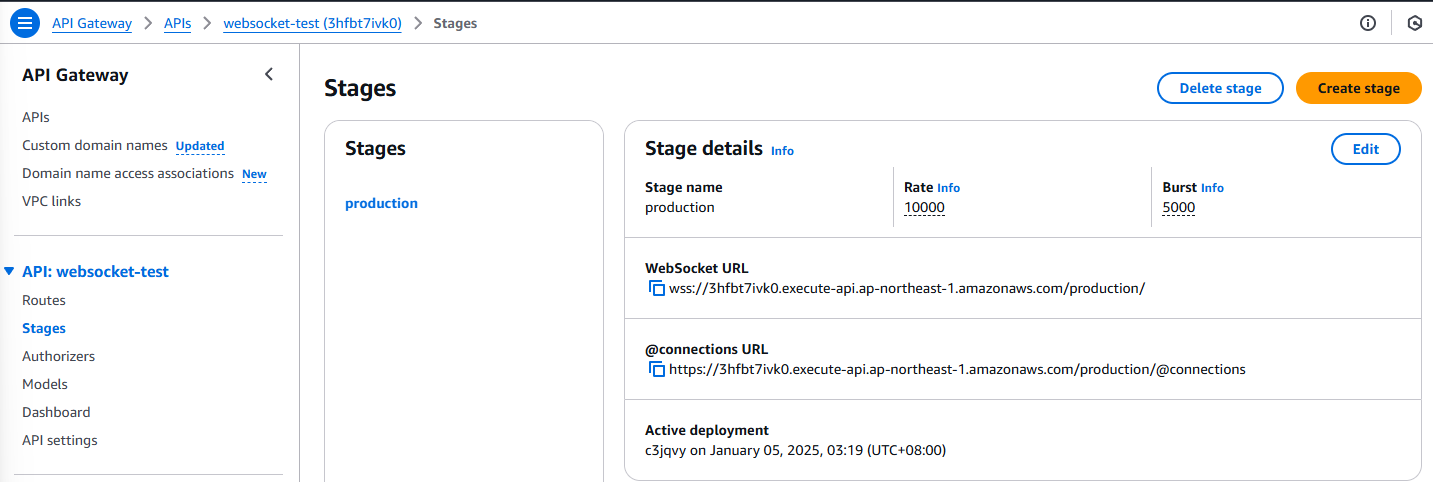 API Gateway > APIs > websocket-test (3hfbt7ivk0) > Stages
API Gateway
APIs
Custom domain names Updated
Domain name access associations New
VPC links
API: websocket-test
Routes
Stages
Authorizers
Models
Dashboard
API settings
Stages
Delete stage
Create stage
Stages
production
Stage details Info
Edit
Stage name
production
Rate Info
10000
Burst Info
5000
WebSocket URL
wss://3hfbt7ivk0.execute-api.ap-northeast-1.amazonaws.com/production/
@connections URL
https://3hfbt7ivk0.execute-api.ap-northeast-1.amazonaws.com/production/@connections
Active deployment
c3jqvy on January 05, 2025, 03:19 (UTC+08:00)